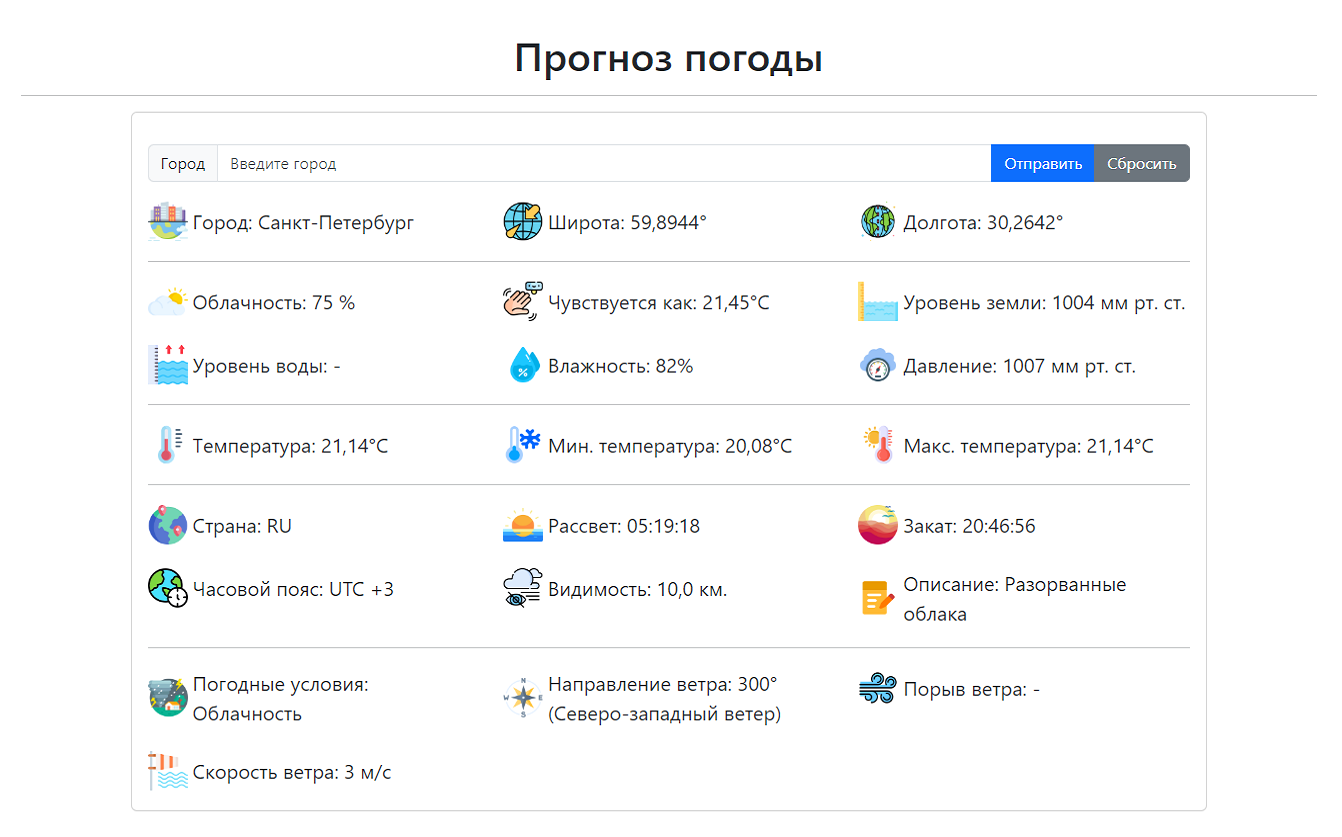 Прогноз погоды
Город Введите город Отправить Сбросить
Город: Санкт-Петербург Широта: 59,8944° Долгота: 30,2642°
Облачность: 75 % Чувствуется как: 21,45°C Уровень земли: 1004 мм рт. ст.
Уровень воды: - Влажность: 82% Давление: 1007 мм рт. ст.
Температура: 21,14°C Мин. температура: 20,08°C Макс. температура: 21,14°C
Страна: RU Рассвет: 05:19:18 Закат: 20:46:56
Часовой пояс: UTC +3 Видимость: 10,0 км. Описание: Разорванные
облака
Погодные условия: Направление ветра: 300° Порыв ветра: -
Облачность (Северо-западный ветер)
Скорость ветра: 3 м/с